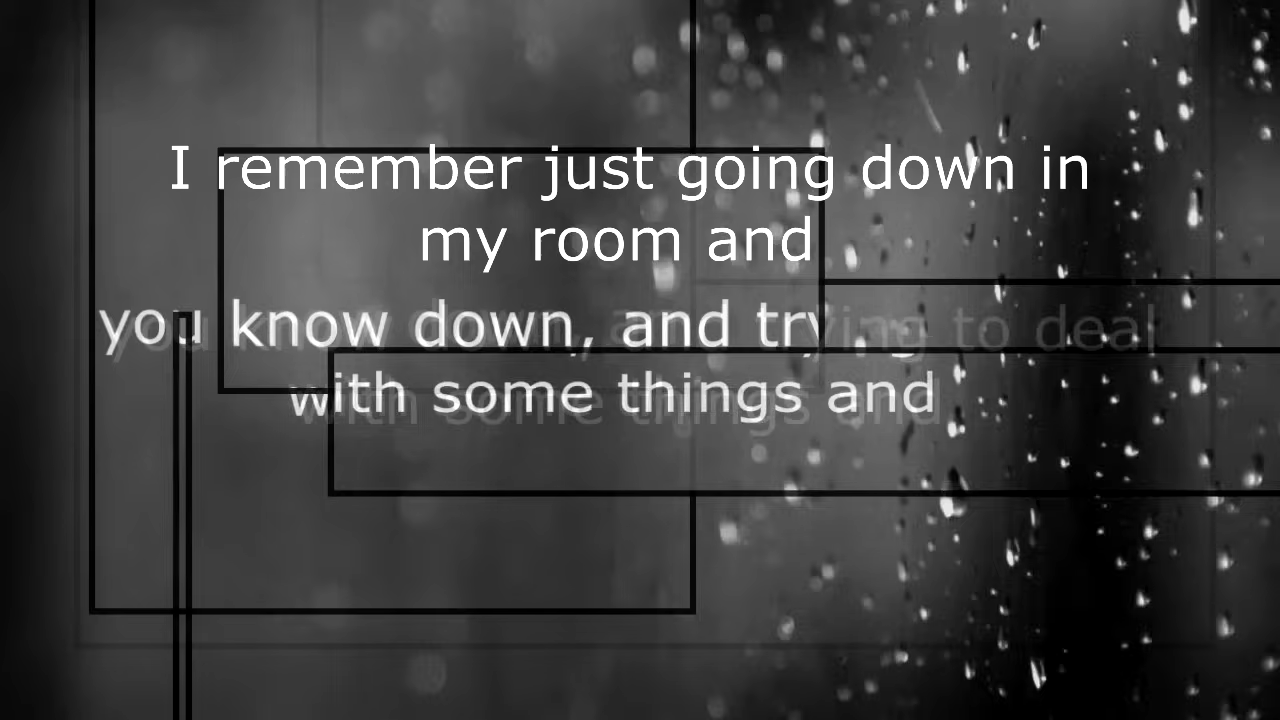 I remember just going down in
my room and
you know down, and trying to deal
with some things and